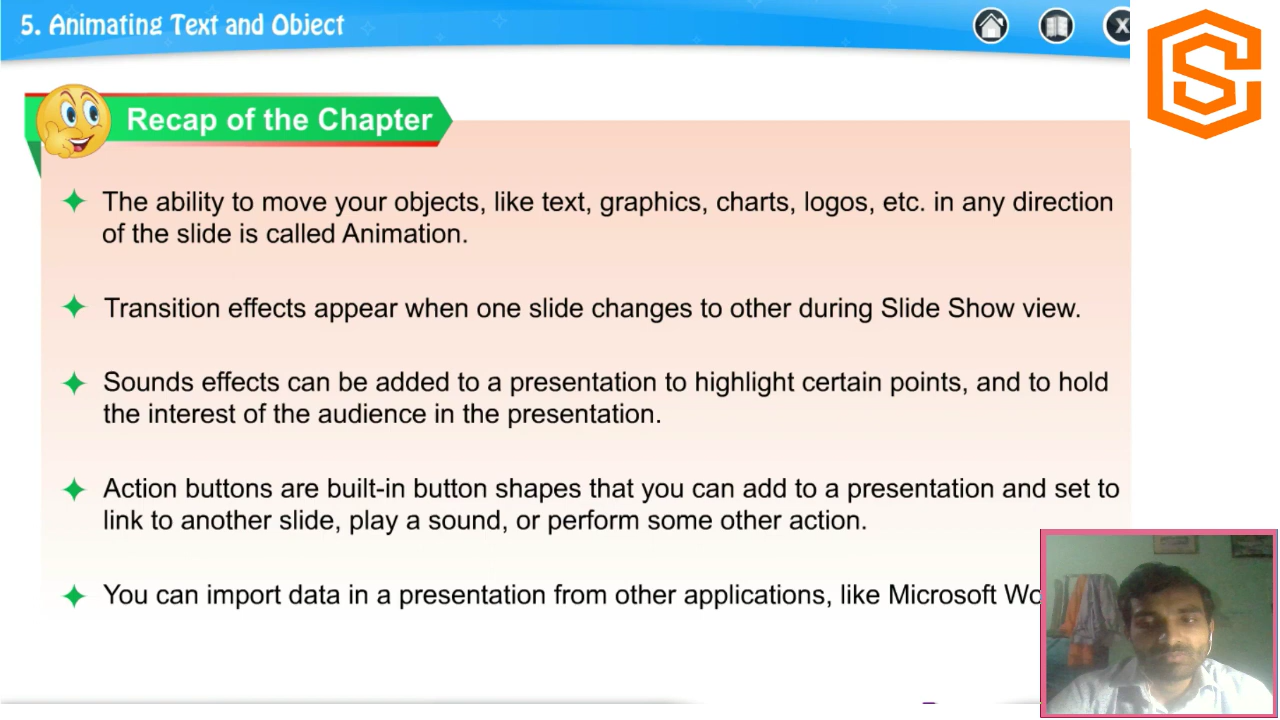 5. Animating Text and Object
X
Recap of the Chapter
The ability to move your objects, like text, graphics, charts, logos, etc. in any direction
of the slide is called Animation.
Transition effects appear when one slide changes to other during Slide Show view.
Sounds effects can be added to a presentation to highlight certain points, and to hold
the interest of the audience in the presentation.
Action buttons are built-in button shapes that you can add to a presentation and set to
link to another slide, play a sound, or perform some other action.
You can import data in a presentation from other applications, like Microsoft